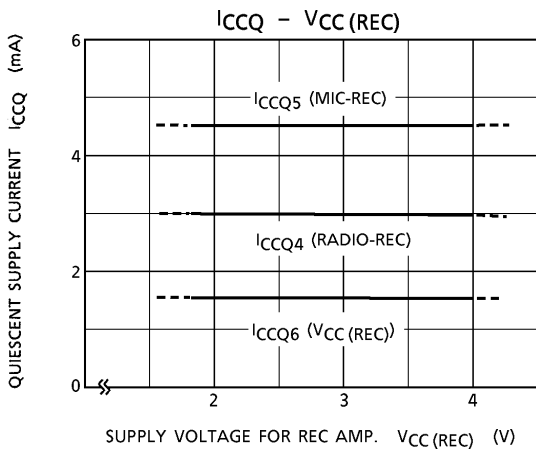 ICCQ – VCC (REC)
QUIESCENT SUPPLY CURRENT ICCQ (mA)
6
4
2
0
ICCQ5 (MIC-REC)
ICCQ4 (RADIO-REC)
ICCQ6 (VCC (REC))
2 3 4
SUPPLY VOLTAGE FOR REC AMP. VCC (REC) (V)